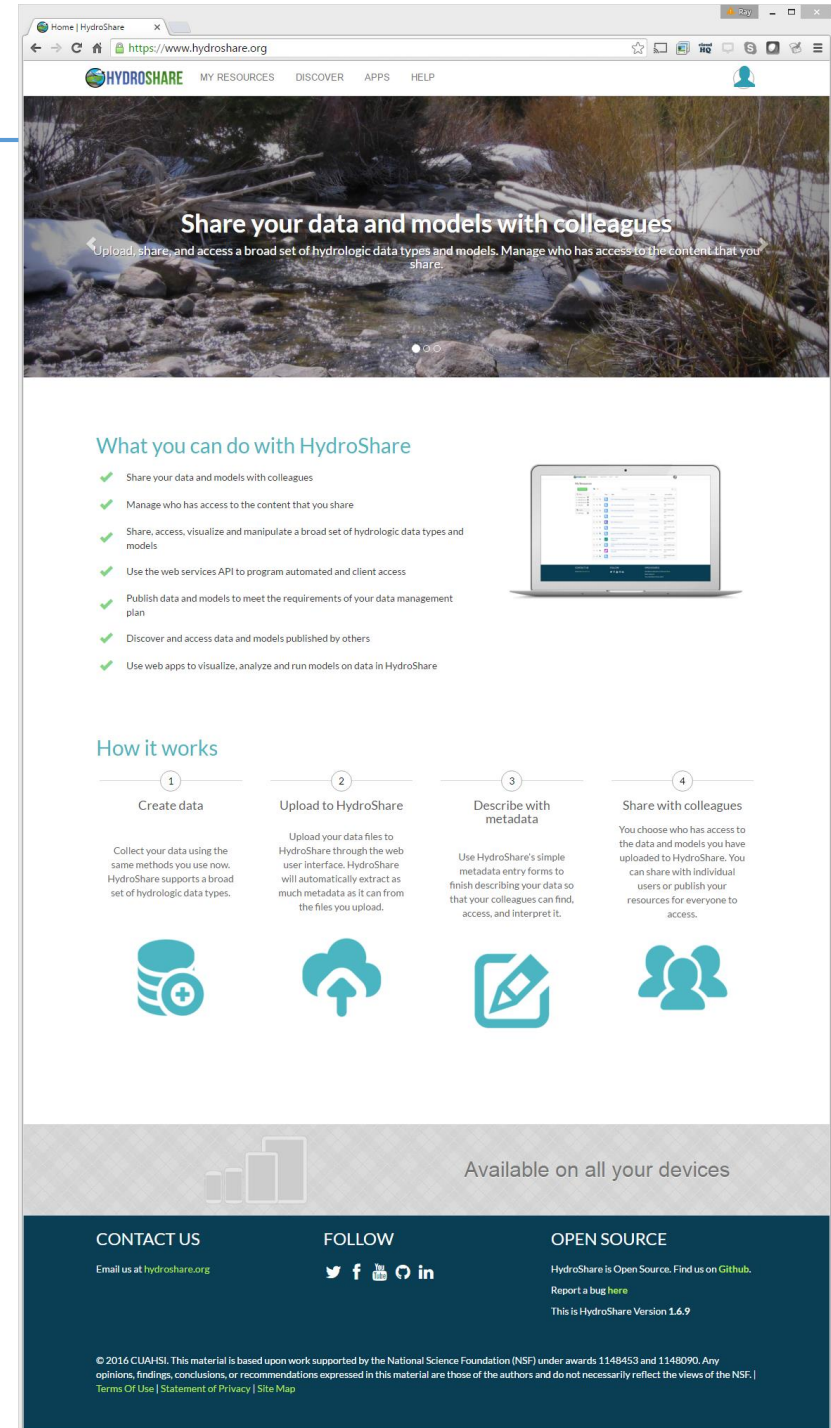 Ray
Home | HydroShare
https://www.hydroshare.org
HYDROSHARE MY RESOURCES DISCOVER APPS HELP
Share your data and models with colleagues
Upload, share, and access a broad set of hydrologic data types and models. Manage who has access to the content that you
share.
What you can do with HydroShare
Share your data and models with colleagues
Manage who has access to the content that you share
Share, access, visualize and manipulate a broad set of hydrologic data types and
models
Use the web services API to program automated and client access
Publish data and models to meet the requirements of your data management
plan
Discover and access data and models published by others
Use web apps to visualize, analyze and run models on data in HydroShare
How it works
1
Create data
Collect your data using the
same methods you use now.
HydroShare supports a broad
set of hydrologic data types.
2
Upload to HydroShare
Upload your data files to
HydroShare through the web
user interface. HydroShare
will automatically extract as
much metadata as it can from
the files you upload.
3
Describe with
metadata
Use HydroShare's simple
metadata entry forms to
finish describing your data so
that your colleagues can find,
access, and interpret it.
4
Share with colleagues
You choose who has access to
the data and models you have
uploaded to HydroShare. You
can share with individual
users or publish your
resources for everyone to
access.
Available on all your devices
CONTACT US
Email us at hydroshare.org
FOLLOW
You Tube in
OPEN SOURCE
HydroShare is Open Source. Find us on Github.
Report a bug here
This is HydroShare Version 1.6.9
© 2016 CUAHSI. This material is based upon work supported by the National Science Foundation (NSF) under awards 1148453 and 1148090. Any
opinions, findings, conclusions, or recommendations expressed in this material are those of the authors and do not necessarily reflect the views of the NSF. |
Terms Of Use | Statement of Privacy | Site Map